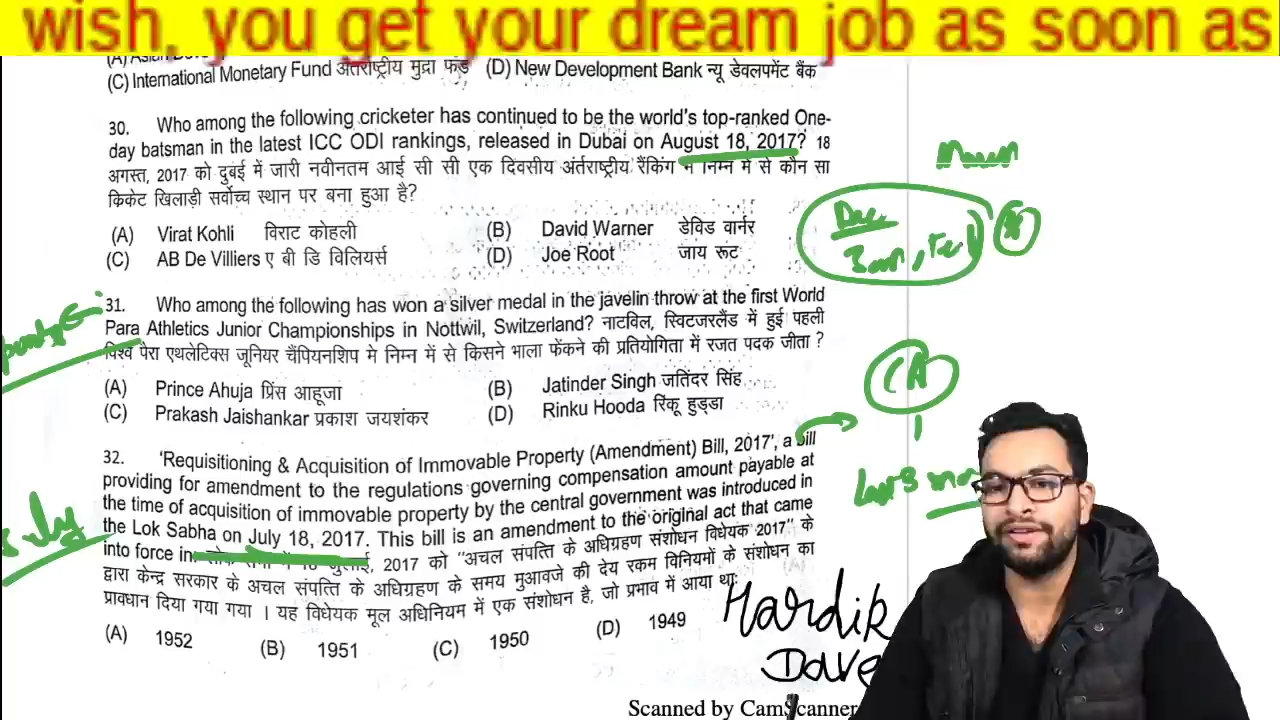 wish, you get your dream job as soon as
(C) International Monetary Fund अंतर्राष्ट्रीय मुद्रा फंड (D) New Development Bank न्यू डेवलपमेंट बैंक
30. Who among the following cricketer has continued to be the world's top-ranked One-
day batsman in the latest ICC ODI rankings, released in Dubai on August 18, 2017? 18
अगस्त, 2017 को दुबई में जारी नवीनतम आई सी सी एक दिवसीय अंर्तराष्ट्रीय रैंकिंग में निम्न में से कौन सा
किकेट खिलाड़ी सर्वोच्च स्थान पर बना हुआ है?
(A) Virat Kohli विराट कोहली (B) David Warner डेविड वार्नर
(C) AB De Villiers ए बी डि विलियर्स (D) Joe Root जाय रूट
31. Who among the following has won a silver medal in the javelin throw at the first World
Para Athletics Junior Championships in Nottwil, Switzerland? नाटविल, स्विटजरलैंड में हुई पहली
विश्व पैरा एथलेटिक्स जूनियर चैंपियनशिप मे निम्न में से किसने भाला फेंकने की प्रतियोगिता में रजत पदक जीता ?
(A) Prince Ahuja प्रिंस आहूजा (B) Jatinder Singh जतिंदर सिंह
(C) Prakash Jaishankar प्रकाश जयशंकर (D) Rinku Hooda रिंकू हुड्डा
32. 'Requisitioning & Acquisition of Immovable Property (Amendment) Bill, 2017', a bill
providing for amendment to the regulations governing compensation amount payable at
the time of acquisition of immovable property by the central government was introduced in
the Lok Sabha on July 18, 2017. This bill is an amendment to the original act that came
into force in. 2017 को "अचल संपत्ति के अधिग्रहण संशोधन विधेयक 2017" के
द्वारा केन्द्र सरकार के अचल संपत्ति के अधिग्रहण के समय मुआवजे की देय रकम विनियमों के संशोधन का
प्रावधान दिया गया गया । यह विधेयक मूल अधिनियम में एक संशोधन है, जो प्रभाव में आया थाः
(A) 1952 (B) 1951 (C) 1950 (D) 1949
(A)
Hardik
Dave
Scanned by CamScanner